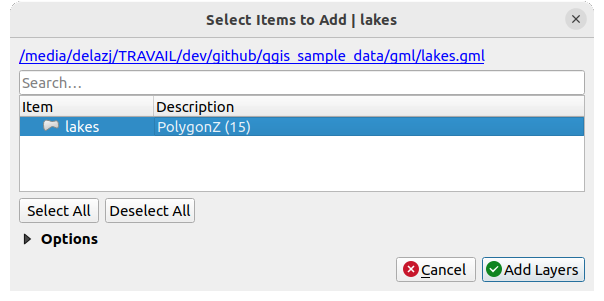 Select Items to Add | lakes
/media/delazj/TRAVAIL/dev/github/qgis_sample_data/gml/lakes.gml
Search…
Item Description
lakes PolygonZ (15)
Select All Deselect All
Options
Cancel Add Layers